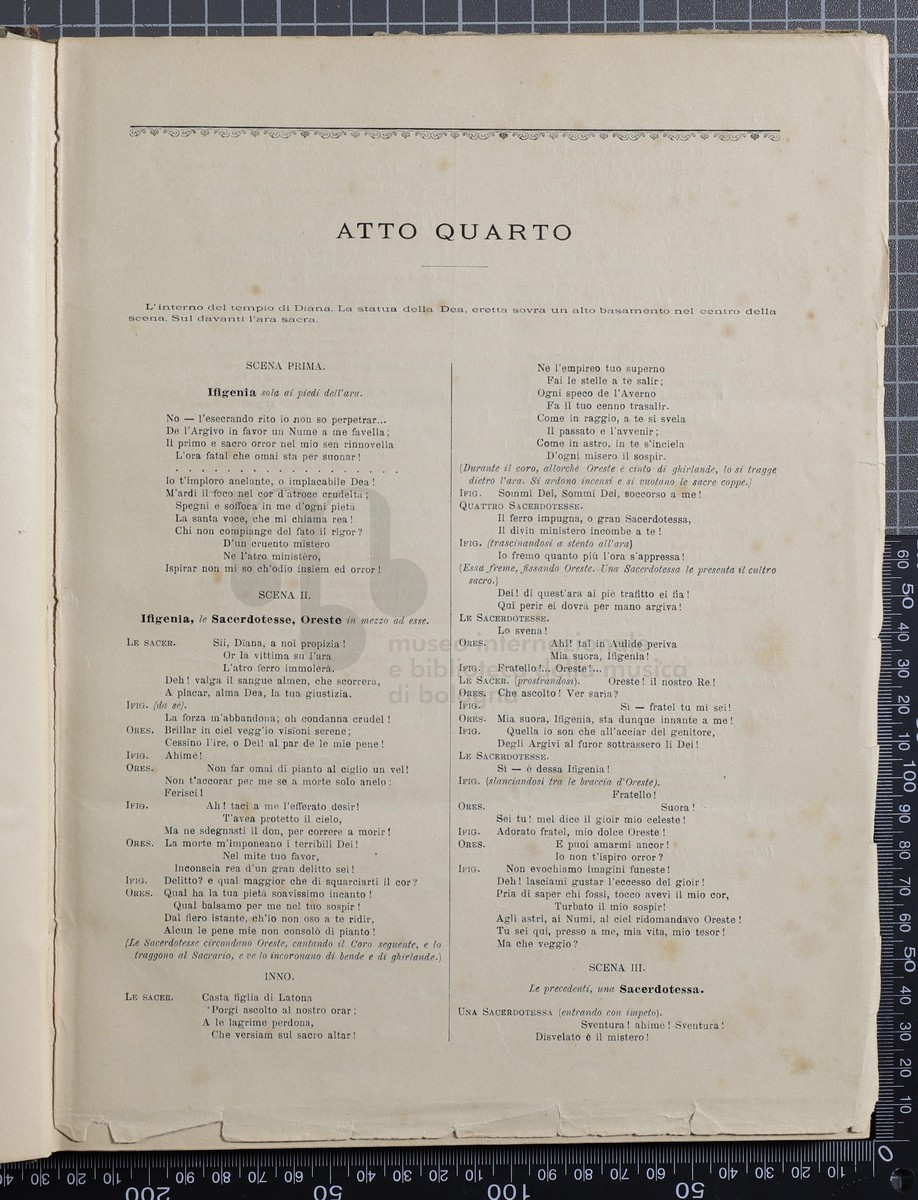 ATTO QUARTO
L'interno del tempio di Diana. La statua della Dea, eretta sovra un alto basamento nel centro della
scena. Sul davanti l'ara sacra.
SCENA PRIMA.
Ifigenia sola ai piedi dell'ara.
No — l'esecrando rito io non so perpetrar...
De l'Argivo in favor un Nume a me favella;
Il primo e sacro orror nel mio sen rinnovella
L'ora fatal che omai sta per suonar!
. . . . . . . . . . . . . . . . .
Io t'imploro anelante, o implacabile Dea!
M'ardi il foco nel cor d'atroce crudeltà;
Spegni e soffoca in me d'ogni pietà
La santa voce, che mi chiama rea!
Chi non compiange del fato il rigor?
D'un cruento mistero
Ne l'atro ministèro,
Ispirar non mi so ch'odio insiem ed orror!
SCENA II.
Ifigenia, le Sacerdotesse, Oreste in mezzo ad esse.
LE SACER. Sii, Diana, a noi propizia!
Or la vittima su l'ara
L'atro ferro immolerà.
Deh! valga il sangue almen, che scorrerà,
A placar, alma Dea, la tua giustizia.
IFIG. (da sè).
La forza m'abbandona; oh condanna crudel!
ORES. Brillar in ciel vegg'io visioni serene;
Cessino l'ire, o Dei! al par de le mie pene!
IFIG. Ahimè!
ORES. Non far omai di pianto al ciglio un vel!
Non t'accorar per me se a morte solo anelo:
Ferisci!
IFIG. Ah! taci a me l'efferato desir!
T'avea protetto il cielo,
Ma ne sdegnasti il don, per correre a morir!
ORES. La morte m'imponeano i terribili Dei!
Nel mite tuo favor,
Inconscia rea d'un gran delitto sei!
IFIG. Delitto? e qual maggior che di squarciarti il cor?
ORES. Qual ha la tua pietà soavissimo incanto!
Qual balsamo per me nel tuo sospir!
Dal fiero istante, ch'io non oso a te ridir,
Alcun le pene mie non consolò di pianto!
(Le Sacerdotesse circondano Oreste, cantando il Coro seguente, e lo
traggono al Sacrario, e ve lo incoronano di bende e di ghirlande.)
INNO.
LE SACER. Casta figlia di Latona
Porgi ascolto al nostro orar;
A le lagrime perdona,
Che versiam sul sacro altar!
Ne l'empireo tuo superno
Fai le stelle a te salir;
Ogni speco de l'Averno
Fa il tuo cenno trasalir.
Come in raggio, a te si svela
Il passato e l'avvenir;
Come in astro, in te s'inciela
D'ogni misero il sospir.
(Durante il coro, allorchè Oreste è cinto di ghirlande, lo si tragge
dietro l'ara. Si ardono incensi e si vuotano le sacre coppe.)
IFIG. Sommi Dei, Sommi Dei, soccorso a me!
QUATTRO SACERDOTESSE.
Il ferro impugna, o gran Sacerdotessa,
Il divin ministero incombe a te!
IFIG. (trascinandosi a stento all'ara)
Io fremo quanto più l'ora s'appressa!
(Essa freme, fissando Oreste. Una Sacerdotessa le presenta il cultro
sacro.)
Dei! di quest'ara ai piè trafitto ei fia!
Qui perir ei dovrà per mano argiva!
LE SACERDOTESSE.
Lo svena!
ORES. Ahi! tal in Aulide periva
Mia suora, Ifigenia!
IFIG. Fratello!... Oreste!...
LE SACER. (prostrandosi). Oreste! il nostro Re!
ORES. Che ascolto! Ver saria?
IFIG. Sì — fratel tu mi sei!
ORES. Mia suora, Ifigenia, sta dunque innante a me!
IFIG. Quella io son che all'acciar del genitore,
Degli Argivi al furor sottrassero li Dei!
LE SACERDOTESSE.
Sì — è dessa Ifigenia!
IFIG. (slanciandosi tra le braccia d'Oreste).
Fratello!
ORES. Suora!
Sei tu! mel dice il gioir mio celeste!
IFIG. Adorato fratel, mio dolce Oreste!
ORES. E puoi amarmi ancor!
Io non t'ispiro orror?
IFIG. Non evochiamo imagini funeste!
Deh! lasciami gustar l'eccesso del gioir!
Pria di saper chi fossi, tocco avevi il mio cor,
Turbato il mio sospir!
Agli astri, ai Numi, al ciel ridomandavo Oreste!
Tu sei qui, presso a me, mia vita, mio tesor!
Ma che veggio?
SCENA III.
Le precedenti, una Sacerdotessa.
UNA SACERDOTESSA (entrando con impeto).
Sventura! ahimè! Sventura!
Disvelato è il mistero!
museo internazionale
e biblioteca della musica
di bologna